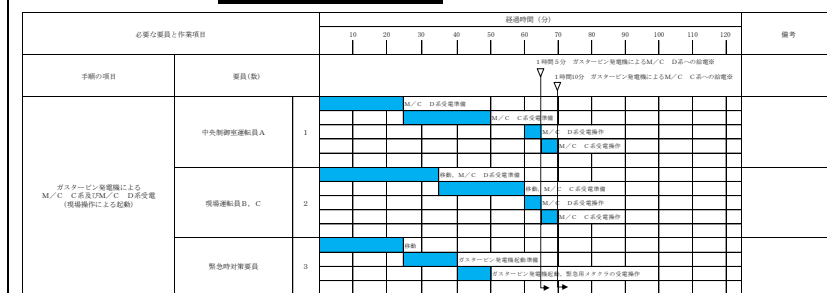 必要な要員と作業項目
経過時間（分）
備考
10 20 30 40 50 60 70 80 90 100 110 120
手順の項目
要員(数)
1時間5分 ガスタービン発電機によるM／C D系への給電※
1時間10分 ガスタービン発電機によるM／C C系への給電※
ガスタービン発電機による
M／C C系及びM／C D系受電
（現場操作による起動）
中央制御室運転員A
1
M／C D系受電準備
M／C C系受電準備
M／C D系受電操作
M／C C系受電操作
現場運転員B，C
2
移動，M／C D系受電準備
移動，M／C C系受電準備
M／C D系受電操作
M／C C系受電操作
緊急時対策要員
3
移動
ガスタービン発電機起動準備
ガスタービン発電機起動，緊急用メタクラの受電操作